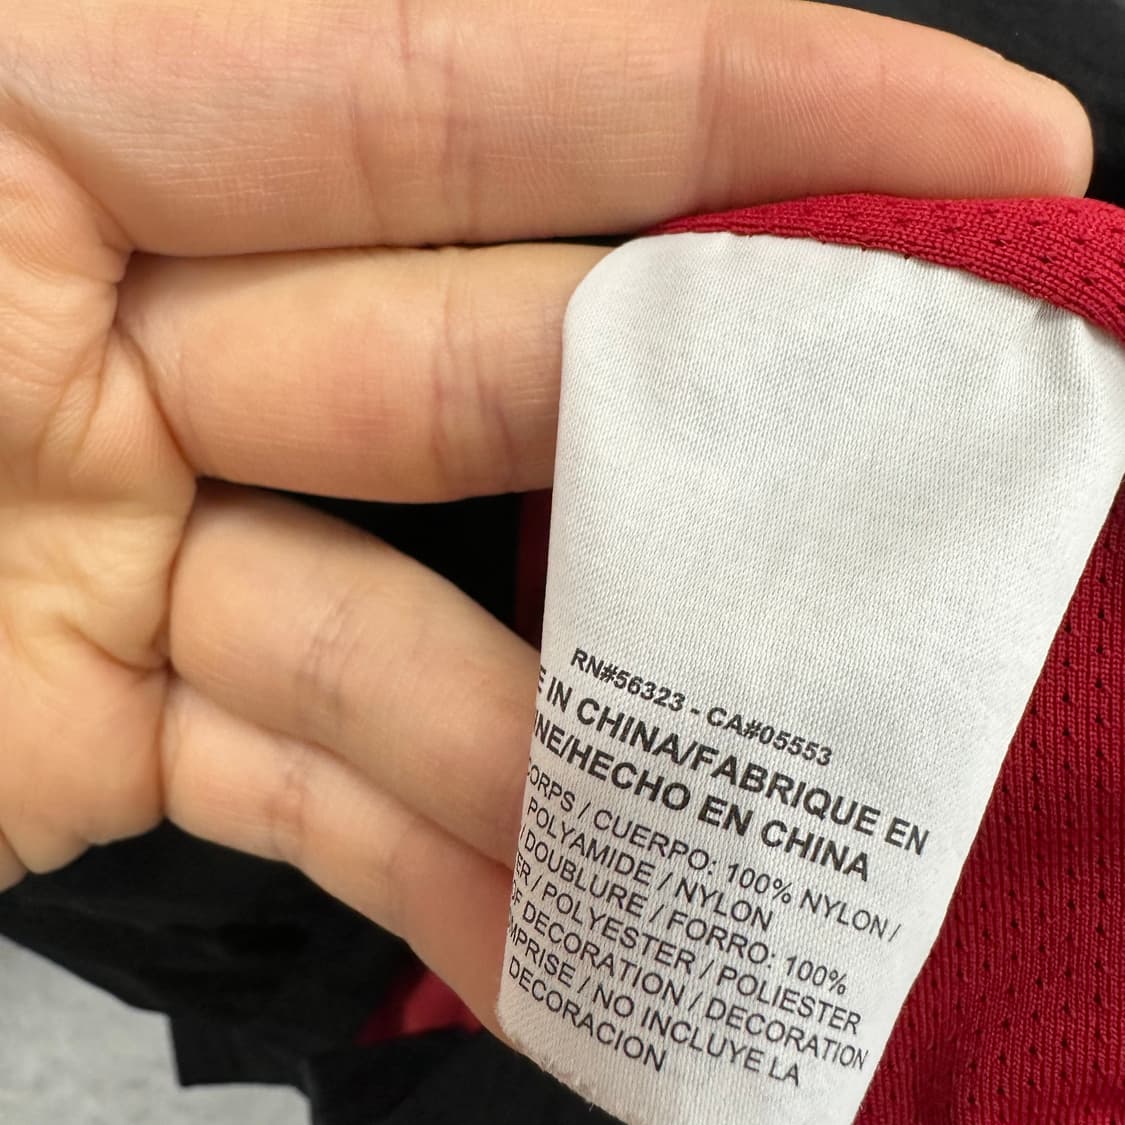 RN#56323 - CA#05553
E IN CHINA/FABRIQUE EN
INE/HECHO EN CHINA
CORPS / CUERPO: 100% NYLON /
POLYAMIDE / NYLON
/ DOUBLURE / FORRO: 100%
ER / POLYESTER / POLIESTER
OF DECORATION / DECORATION
MPRISE / NO INCLUYE LA
DECORACION